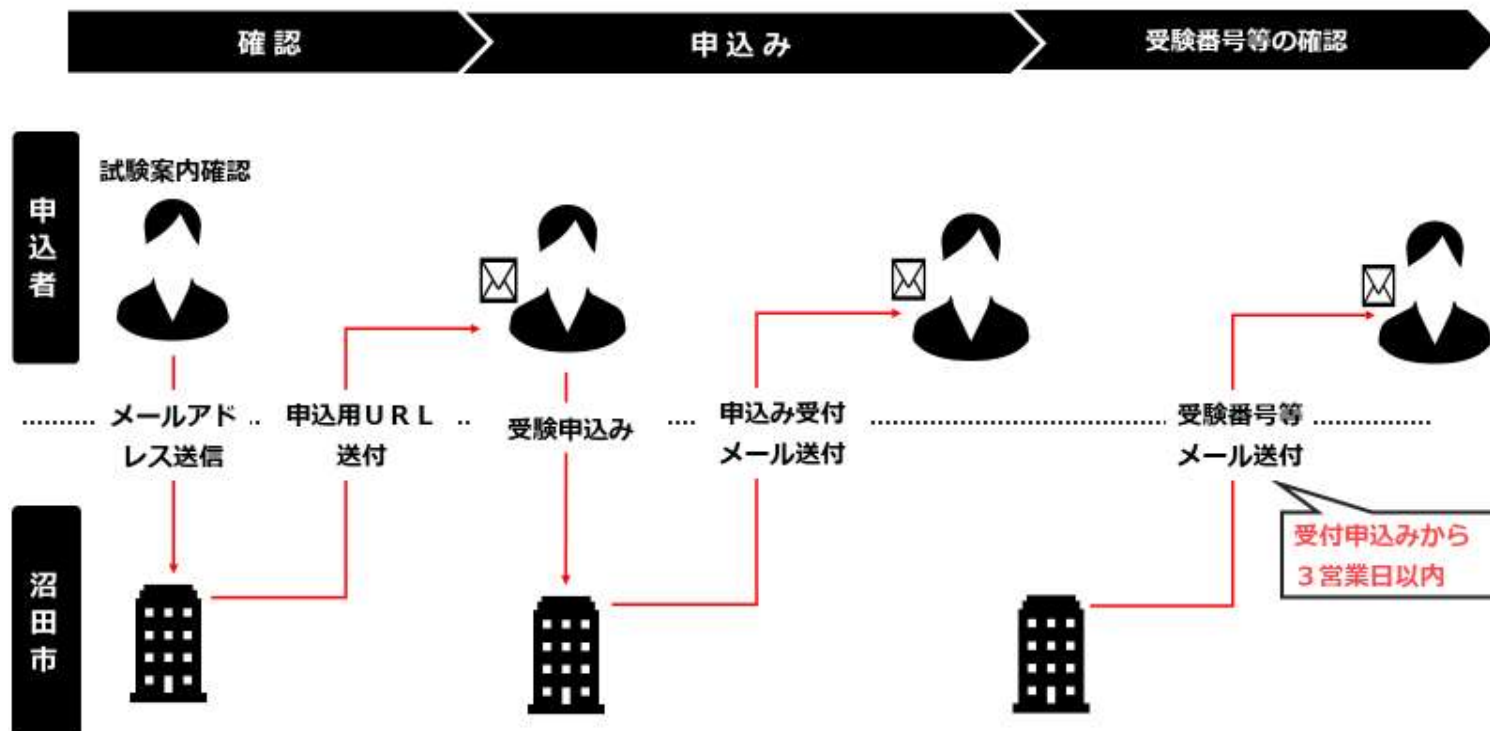 確認
申込み
受験番号等の確認
申込者
試験案内確認
メールアド
レス送信
申込用ＵＲＬ
送付
受験申込み
申込み受付
メール送付
受験番号等
メール送付
受付申込みから
３営業日以内
沼田市